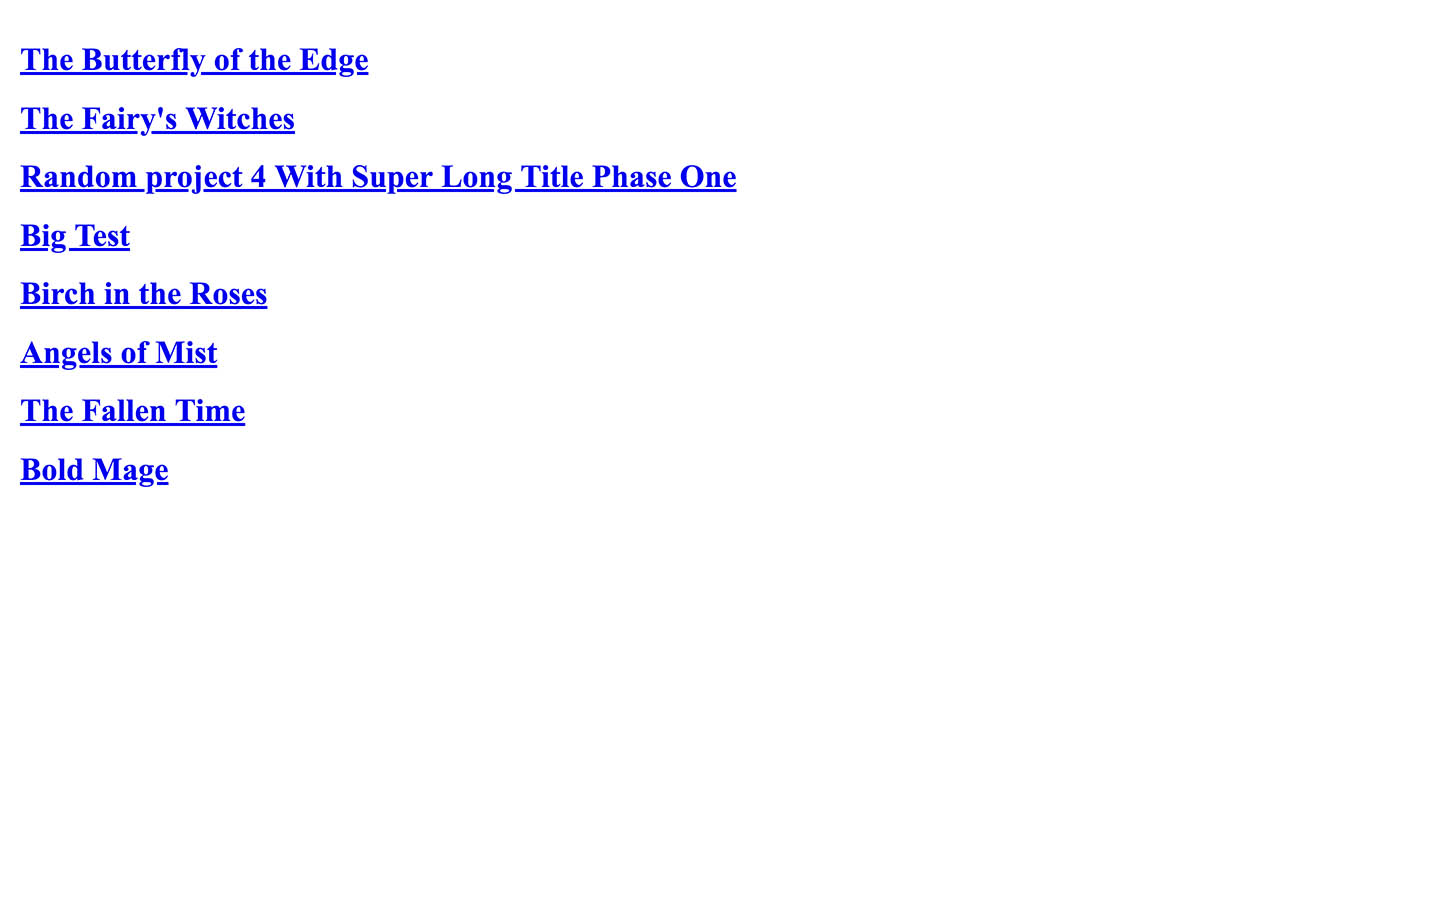 The Butterfly of the Edge
The Fairy's Witches
Random project 4 With Super Long Title Phase One
Big Test
Birch in the Roses
Angels of Mist
The Fallen Time
Bold Mage